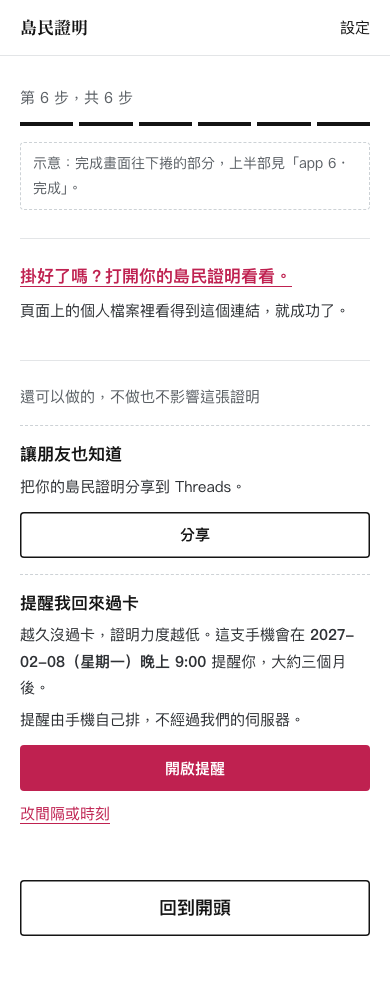 島民證明
設定
第 6 步，共 6 步
示意：完成畫面往下捲的部分，上半部見「app 6 ·
完成」。
掛好了嗎？打開你的島民證明看看。
頁面上的個人檔案裡看得到這個連結，就成功了。
還可以做的，不做也不影響這張證明
讓朋友也知道
把你的島民證明分享到 Threads。
分享
提醒我回來過卡
越久沒過卡，證明力度越低。這支手機會在 2027-
02-08（星期一）晚上 9:00 提醒你，大約三個月
後。
提醒由手機自己排，不經過我們的伺服器。
開啟提醒
改間隔或時刻
回到開頭